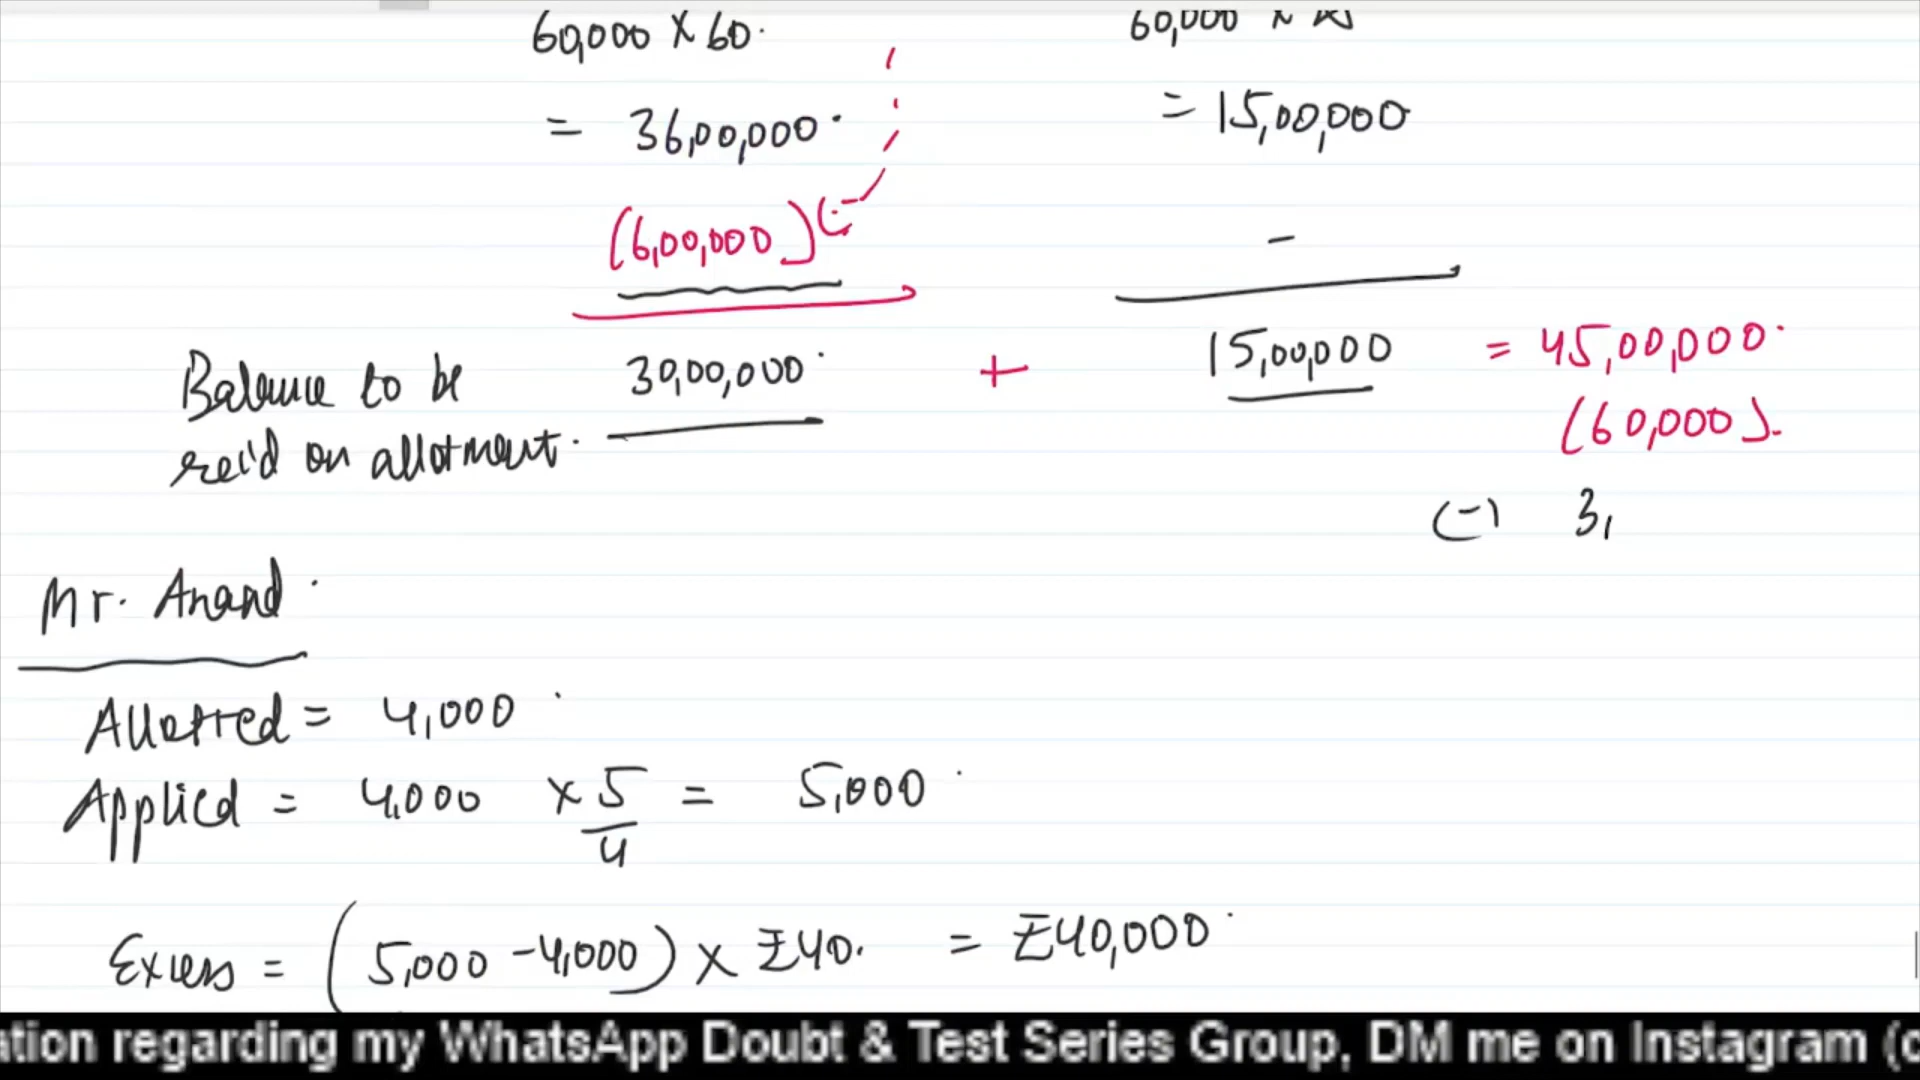 60,000 X 60.
60,000 X
= 36,00,000.
= 15,00,000
(6,00,000) (-
-
Balance to be 30,00,000. + 15,00,000 = 45,00,000.
rec'd on allotment. (60,000).
(-) 3,
Mr. Anand.
Allotted = 4,000.
Applied = 4,000 x 5/4 = 5,000.
Excess = (5,000 - 4,000) x ₹40. = ₹40,000.
ation regarding my WhatsApp Doubt & Test Series Group, DM me on Instagram (c